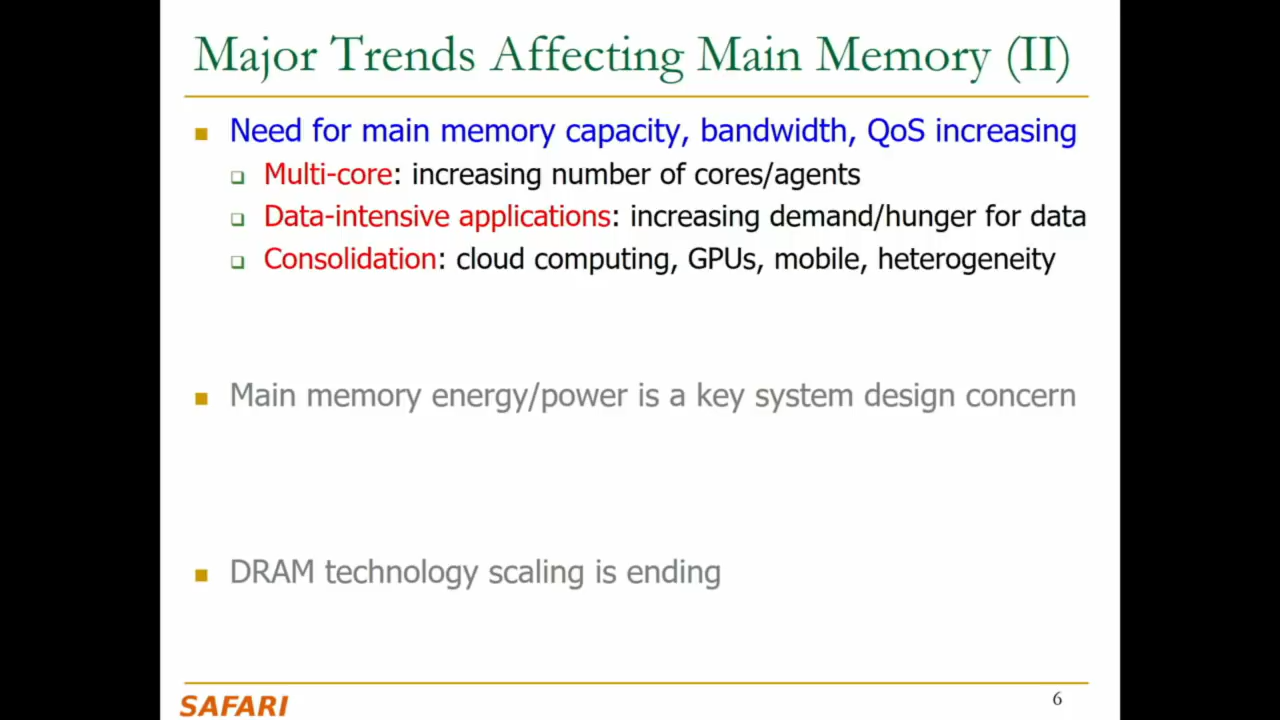 Major Trends Affecting Main Memory (II)
Need for main memory capacity, bandwidth, QoS increasing
Multi-core: increasing number of cores/agents
Data-intensive applications: increasing demand/hunger for data
Consolidation: cloud computing, GPUs, mobile, heterogeneity
Main memory energy/power is a key system design concern
DRAM technology scaling is ending
SAFARI
6